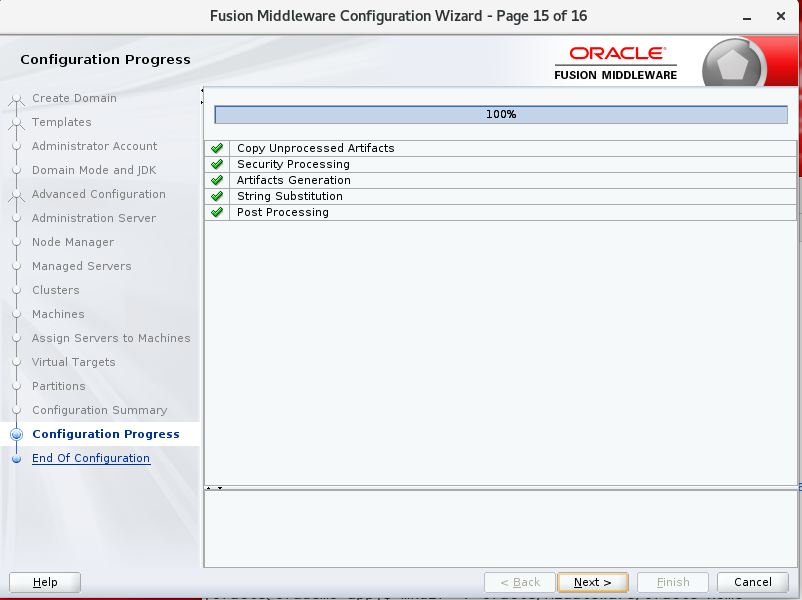 Fusion Middleware Configuration Wizard - Page 15 of 16
Configuration Progress
ORACLE
FUSION MIDDLEWARE
Create Domain
Templates
Administrator Account
Domain Mode and JDK
Advanced Configuration
Administration Server
Node Manager
Managed Servers
Clusters
Machines
Assign Servers to Machines
Virtual Targets
Partitions
Configuration Summary
Configuration Progress
End Of Configuration
100%
Copy Unprocessed Artifacts
Security Processing
Artifacts Generation
String Substitution
Post Processing
Help
< Back
Next >
Finish
Cancel